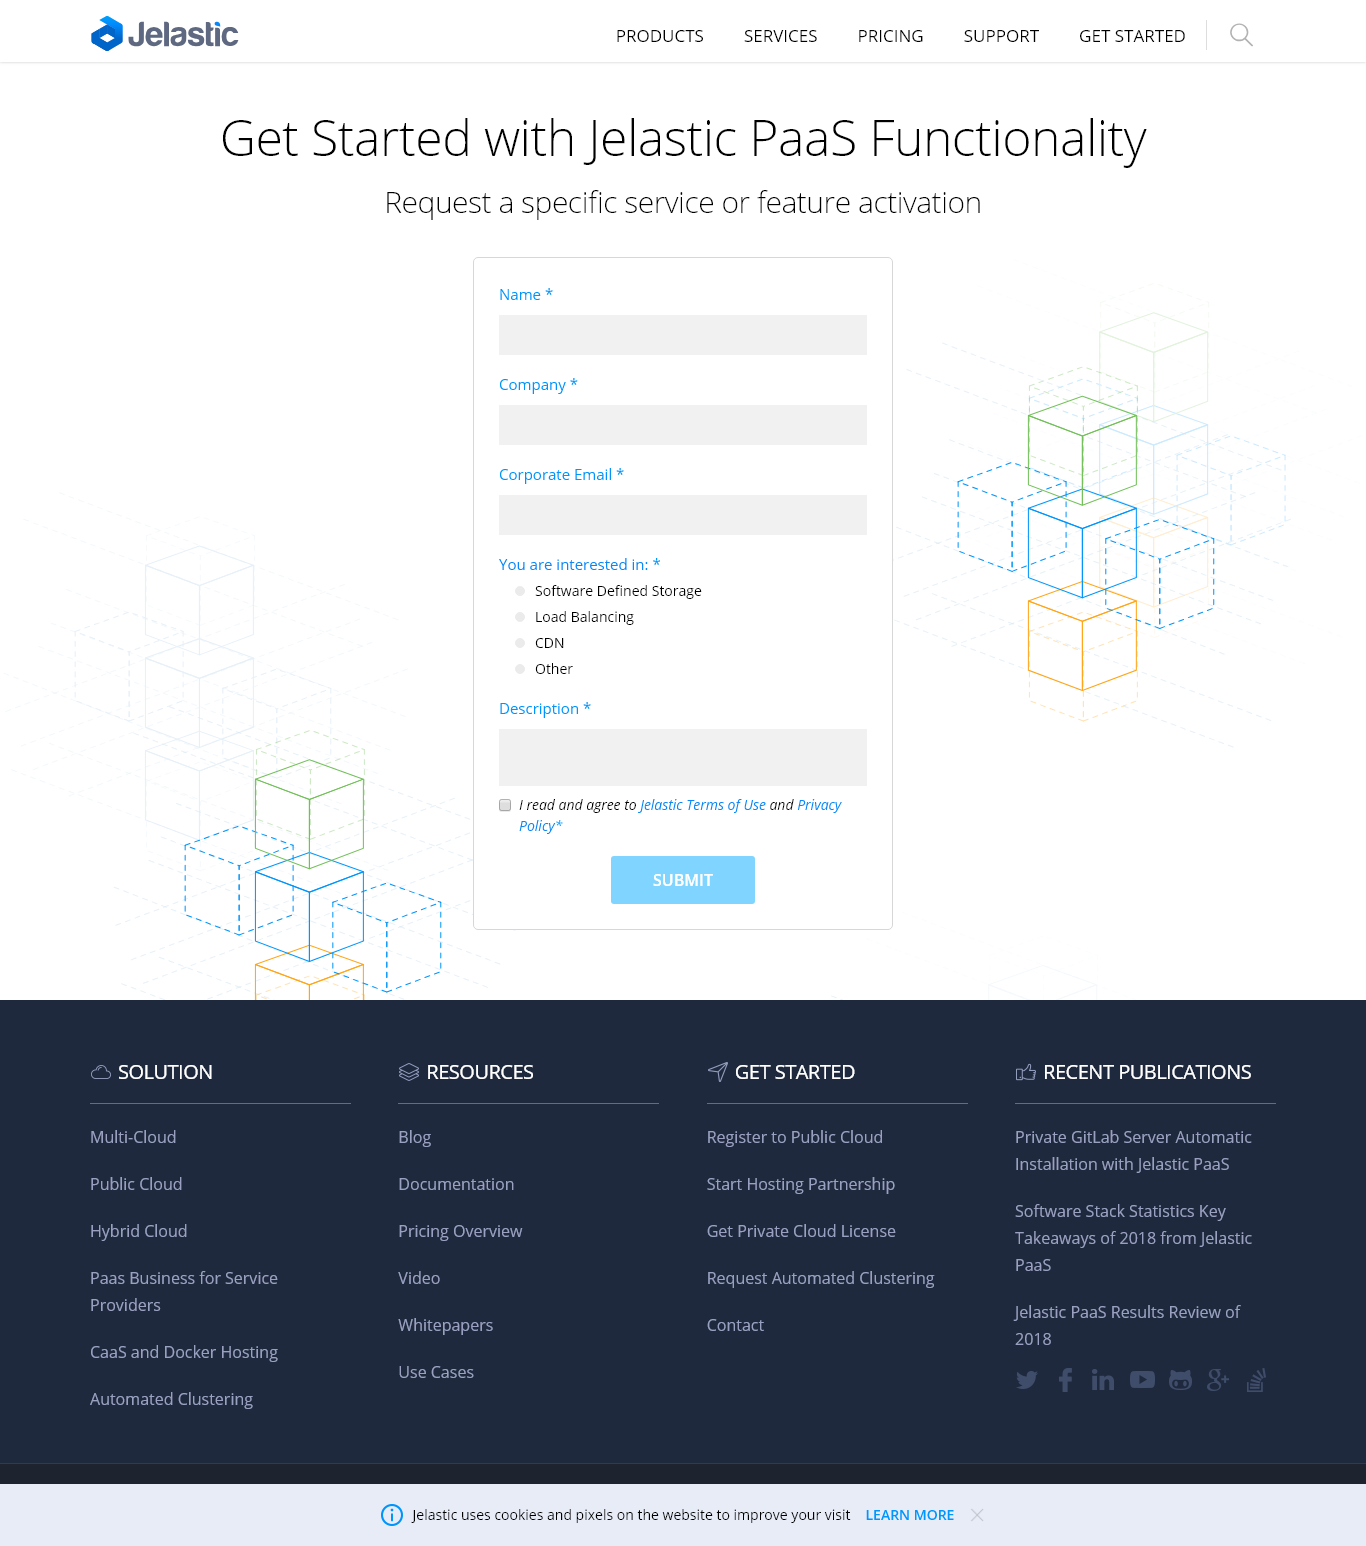 Jelastic
PRODUCTS SERVICES PRICING SUPPORT GET STARTED
Get Started with Jelastic PaaS Functionality
Request a specific service or feature activation
Name *
Company *
Corporate Email *
You are interested in: *
Software Defined Storage
Load Balancing
CDN
Other
Description *
I read and agree to Jelastic Terms of Use and Privacy
Policy*
SUBMIT
SOLUTION
Multi-Cloud
Public Cloud
Hybrid Cloud
Paas Business for Service
Providers
CaaS and Docker Hosting
Automated Clustering
RESOURCES
Blog
Documentation
Pricing Overview
Video
Whitepapers
Use Cases
GET STARTED
Register to Public Cloud
Start Hosting Partnership
Get Private Cloud License
Request Automated Clustering
Contact
RECENT PUBLICATIONS
Private GitLab Server Automatic
Installation with Jelastic PaaS
Software Stack Statistics Key
Takeaways of 2018 from Jelastic
PaaS
Jelastic PaaS Results Review of
2018
Jelastic uses cookies and pixels on the website to improve your visit LEARN MORE